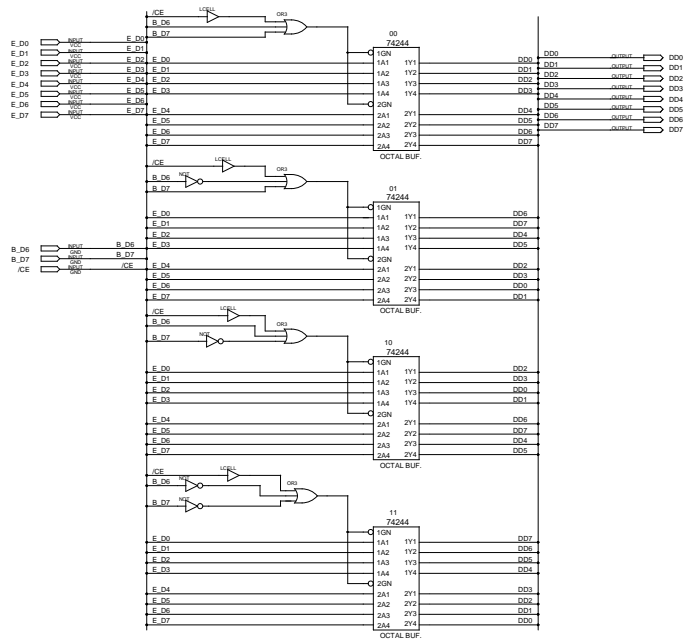 /CE LCELL
B_D6 OR3
B_D7
00
74244
E_D0 INPUT VCC E_D0
E_D1 INPUT VCC E_D1
E_D2 INPUT VCC E_D2
E_D3 INPUT VCC E_D3
E_D4 INPUT VCC E_D4
E_D5 INPUT VCC E_D5
E_D6 INPUT VCC E_D6
E_D7 INPUT VCC E_D7
1GN
E_D0 1A1 1Y1 DD0
E_D1 1A2 1Y2 DD1
E_D2 1A3 1Y3 DD2
E_D3 1A4 1Y4 DD3
2GN
E_D4 2A1 2Y1 DD4
E_D5 2A2 2Y2 DD5
E_D6 2A3 2Y3 DD6
E_D7 2A4 2Y4 DD7
OCTAL BUF.
DD0 OUTPUT DD0
DD1 OUTPUT DD1
DD2 OUTPUT DD2
DD3 OUTPUT DD3
DD4 OUTPUT DD4
DD5 OUTPUT DD5
DD6 OUTPUT DD6
DD7 OUTPUT DD7
/CE LCELL
B_D6 NOT OR3
B_D7
01
74244
1GN
E_D0 1A1 1Y1 DD6
E_D1 1A2 1Y2 DD7
E_D2 1A3 1Y3 DD4
E_D3 1A4 1Y4 DD5
2GN
E_D4 2A1 2Y1 DD2
E_D5 2A2 2Y2 DD3
E_D6 2A3 2Y3 DD0
E_D7 2A4 2Y4 DD1
OCTAL BUF.
B_D6 INPUT GND B_D6
B_D7 INPUT GND B_D7
/CE INPUT GND /CE
/CE LCELL
B_D6 OR3
B_D7 NOT
10
74244
1GN
E_D0 1A1 1Y1 DD2
E_D1 1A2 1Y2 DD3
E_D2 1A3 1Y3 DD0
E_D3 1A4 1Y4 DD1
2GN
E_D4 2A1 2Y1 DD6
E_D5 2A2 2Y2 DD7
E_D6 2A3 2Y3 DD4
E_D7 2A4 2Y4 DD5
OCTAL BUF.
/CE LCELL
B_D6 NOT OR3
B_D7 NOT
11
74244
1GN
E_D0 1A1 1Y1 DD7
E_D1 1A2 1Y2 DD6
E_D2 1A3 1Y3 DD5
E_D3 1A4 1Y4 DD4
2GN
E_D4 2A1 2Y1 DD3
E_D5 2A2 2Y2 DD2
E_D6 2A3 2Y3 DD1
E_D7 2A4 2Y4 DD0
OCTAL BUF.